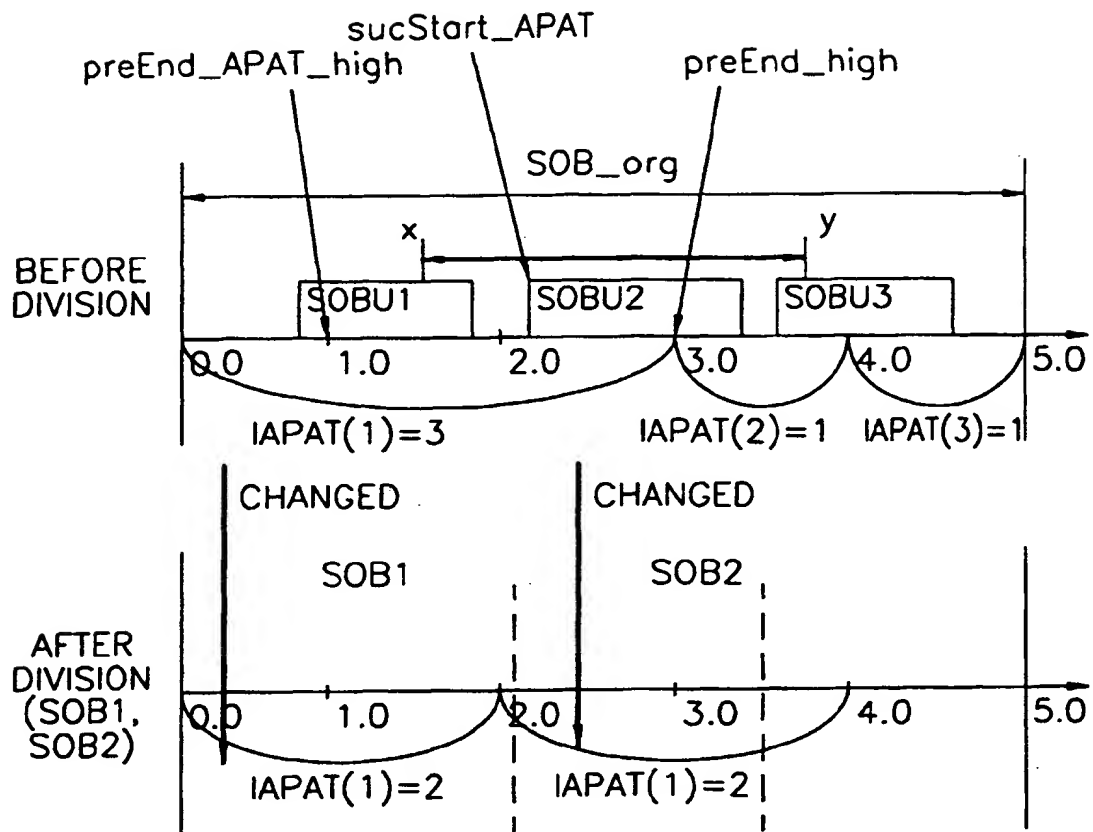 sucStart_APAT
preEnd_APAT_high
preEnd_high
SOB_org
x
y
BEFORE
DIVISION
SOBU1
SOBU2
SOBU3
0.0 1.0 2.0 3.0 4.0 5.0
IAPAT(1)=3
IAPAT(2)=1
IAPAT(3)=1
CHANGED
CHANGED
SOB1
SOB2
AFTER
DIVISION
(SOB1,
SOB2)
0.0 1.0 2.0 3.0 4.0 5.0
IAPAT(1)=2
IAPAT(1)=2